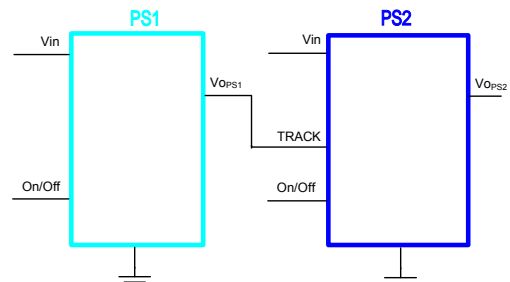 PS1
PS2
Vin
Vin
VoPS1
VoPS2
TRACK
On/Off
On/Off